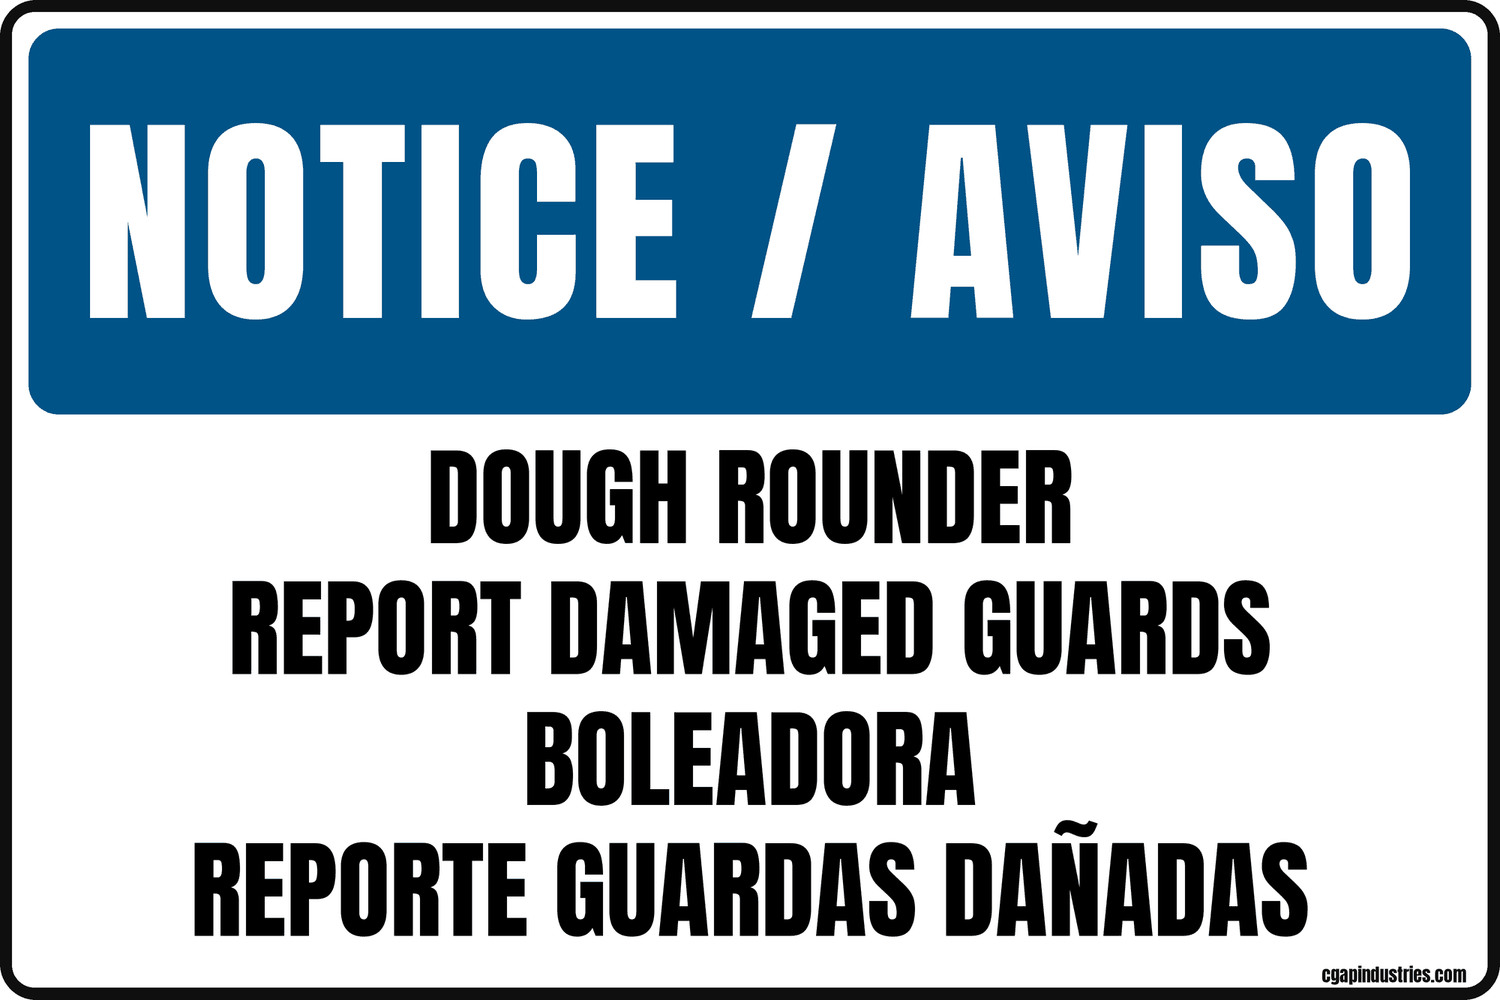 NOTICE / AVISO
DOUGH ROUNDER
REPORT DAMAGED GUARDS
BOLEADORA
REPORTE GUARDAS DAÑADAS
cgapindustries.com